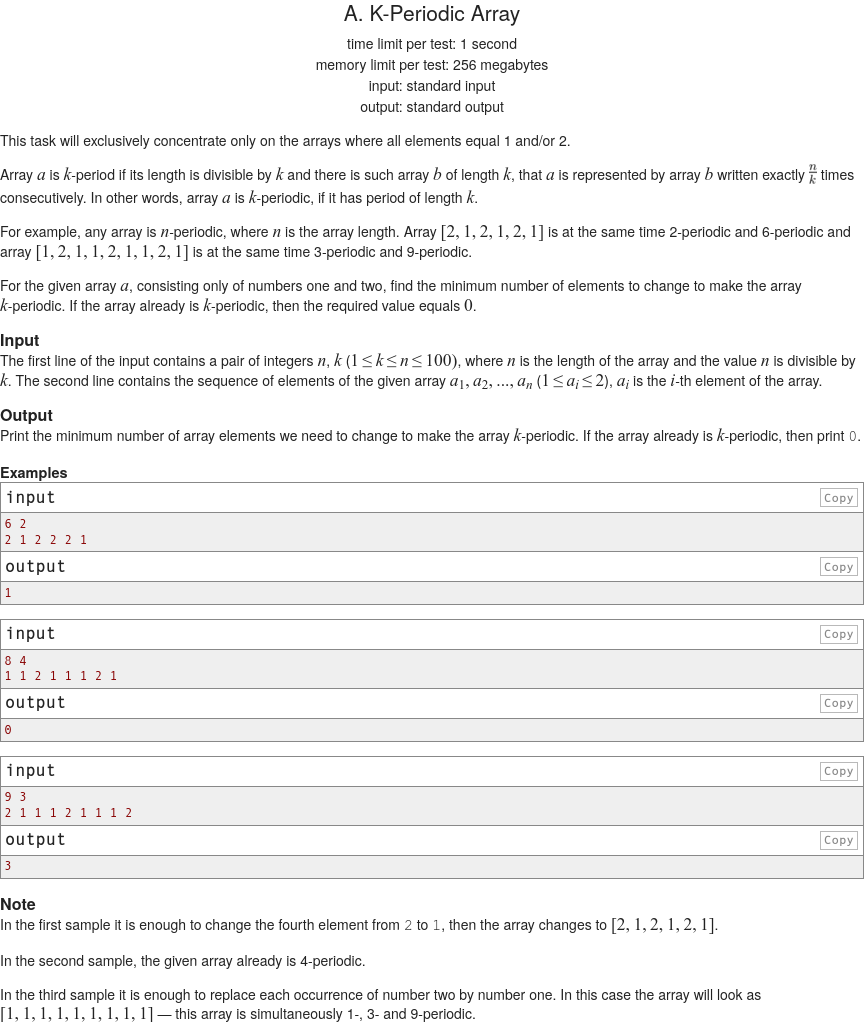 A. K-Periodic Array
time limit per test: 1 second
memory limit per test: 256 megabytes
input: standard input
output: standard output
This task will exclusively concentrate only on the arrays where all elements equal 1 and/or 2.
Array a is k-period if its length is divisible by k and there is such array b of length k, that a is represented by array b written exactly n/k times
consecutively. In other words, array a is k-periodic, if it has period of length k.
For example, any array is n-periodic, where n is the array length. Array [2, 1, 2, 1, 2, 1] is at the same time 2-periodic and 6-periodic and
array [1, 2, 1, 1, 2, 1, 1, 2, 1] is at the same time 3-periodic and 9-periodic.
For the given array a, consisting only of numbers one and two, find the minimum number of elements to change to make the array
k-periodic. If the array already is k-periodic, then the required value equals 0.
Input
The first line of the input contains a pair of integers n, k (1 ≤ k ≤ n ≤ 100), where n is the length of the array and the value n is divisible by
k. The second line contains the sequence of elements of the given array a1, a2, ..., an (1 ≤ ai ≤ 2), ai is the i-th element of the array.
Output
Print the minimum number of array elements we need to change to make the array k-periodic. If the array already is k-periodic, then print 0.
Examples
input Copy
6 2
2 1 2 2 2 1
output Copy
1
input Copy
8 4
1 1 2 1 1 1 2 1
output Copy
0
input Copy
9 3
2 1 1 1 2 1 1 1 2
output Copy
3
Note
In the first sample it is enough to change the fourth element from 2 to 1, then the array changes to [2, 1, 2, 1, 2, 1].
In the second sample, the given array already is 4-periodic.
In the third sample it is enough to replace each occurrence of number two by number one. In this case the array will look as
[1, 1, 1, 1, 1, 1, 1, 1, 1] — this array is simultaneously 1-, 3- and 9-periodic.